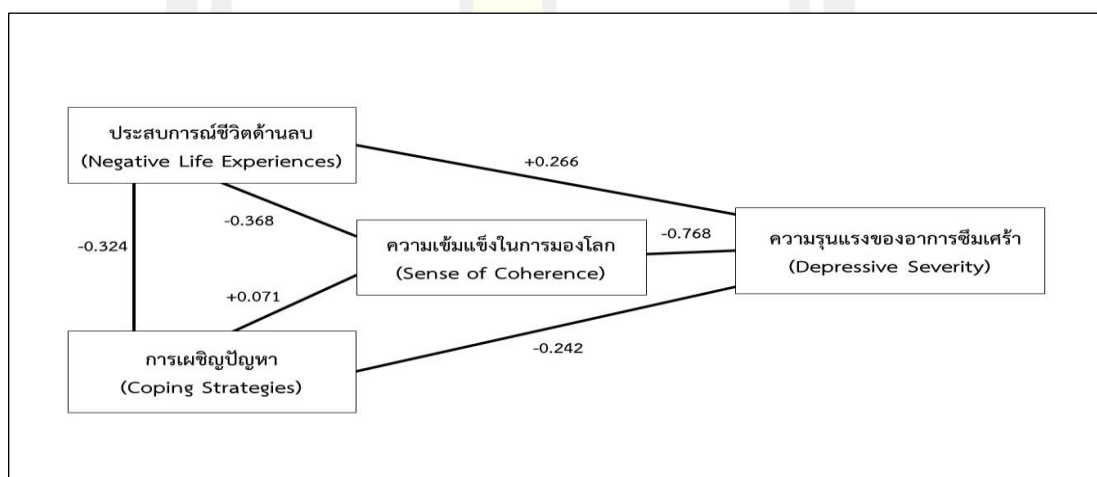 ประสบการณ์ชีวิตด้านลบ
(Negative Life Experiences)
+0.266
-0.368
-0.324
ความเข้มแข็งในการมองโลก
(Sense of Coherence)
-0.768
ความรุนแรงของอาการซึมเศร้า
(Depressive Severity)
+0.071
การเผชิญปัญหา
(Coping Strategies)
-0.242